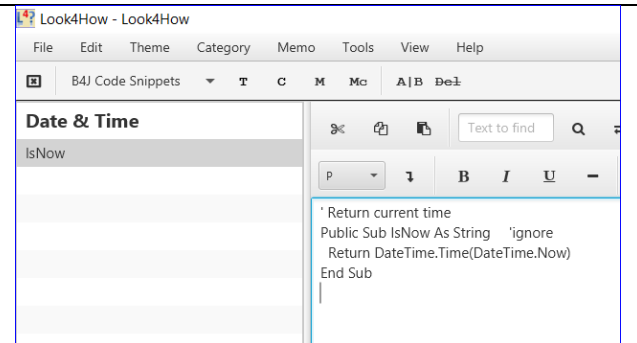 L4? Look4How - Look4How
File Edit Theme Category Memo Tools View Help
B4J Code Snippets T C M Mc A|B Del
Date & Time
IsNow
Text to find
P B I U
' Return current time
Public Sub IsNow As String 'ignore
Return DateTime.Time(DateTime.Now)
End Sub